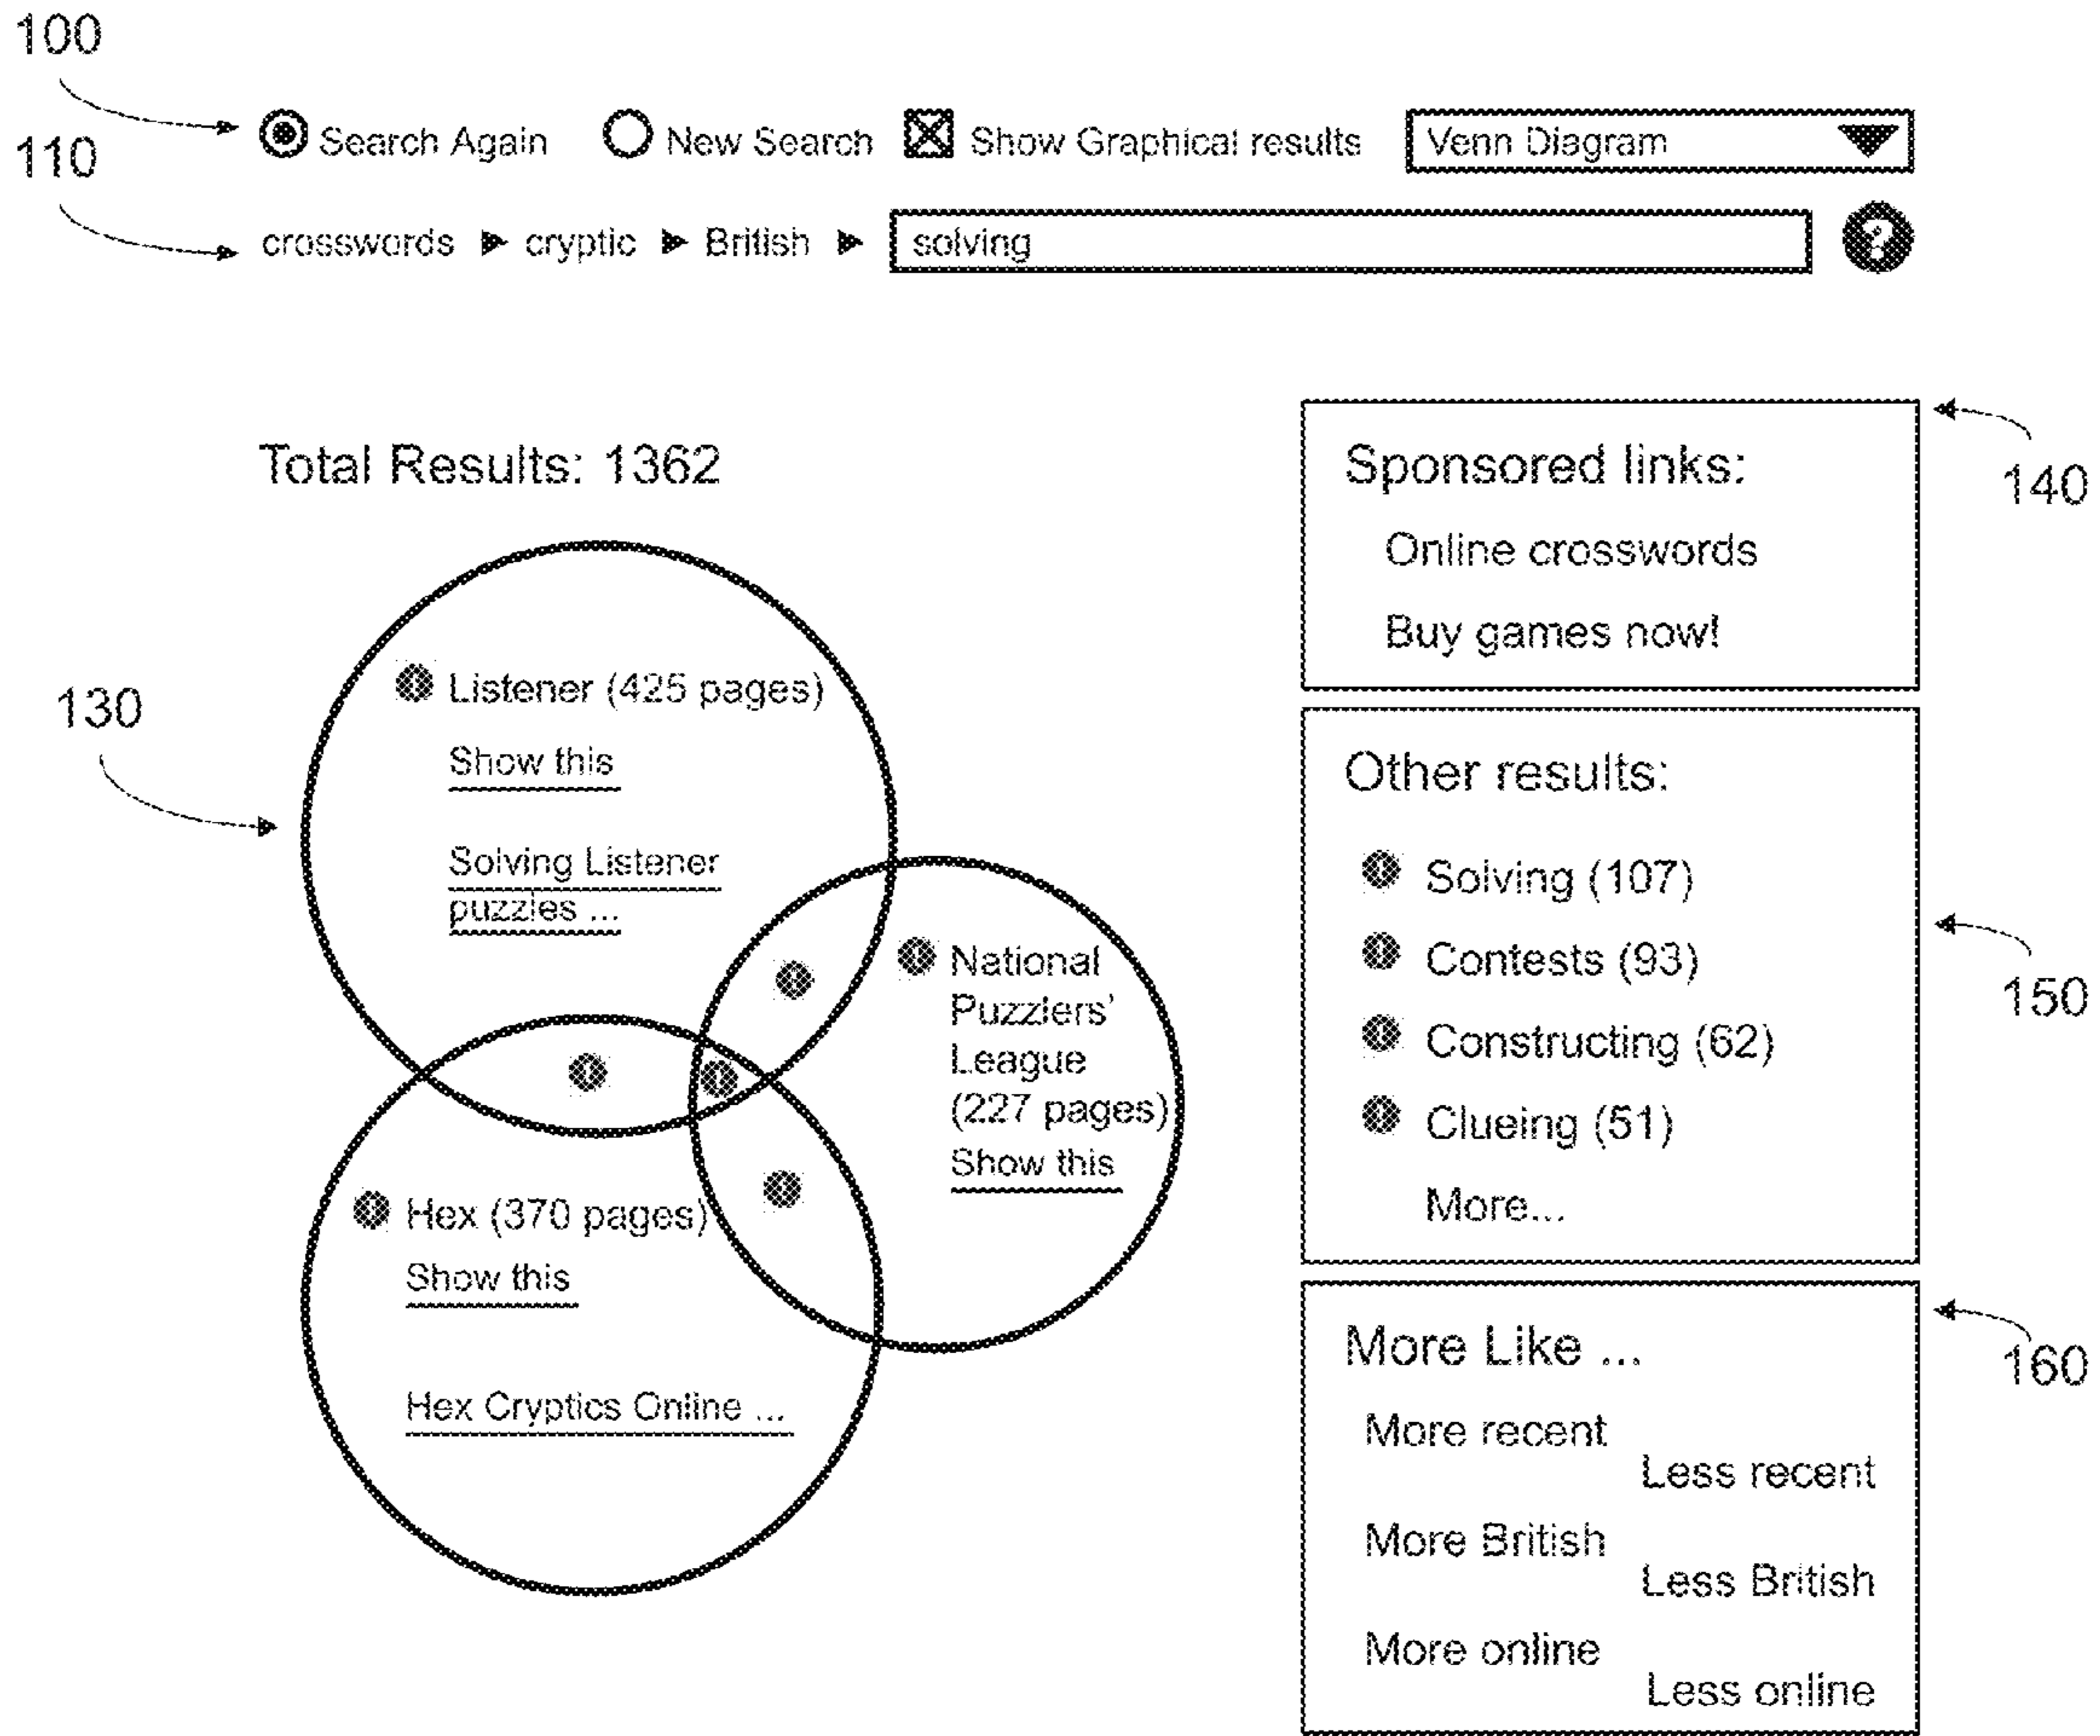 100
Search Again New Search Show Graphical results Venn Diagram
110
crosswords cryptic British solving ?
Total Results: 1362
130
Listener (425 pages)
Show this
Solving Listener
puzzles ...
National
Puzzlers'
League
(227 pages)
Show this
Hex (370 pages)
Show this
Hex Cryptics Online ...
Sponsored links:
140
Online crosswords
Buy games now!
Other results:
Solving (107)
Contests (93)
150
Constructing (62)
Clueing (51)
More...
More Like ...
160
More recent
Less recent
More British
Less British
More online
Less online